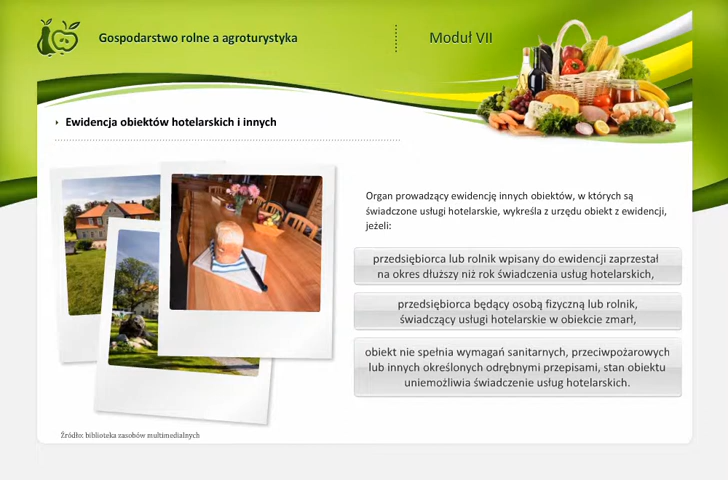 Gospodarstwo rolne a agroturystyka
Moduł VII
Ewidencja obiektów hotelarskich i innych
Organ prowadzący ewidencję innych obiektów, w których są
świadczone usługi hotelarskie, wykreśla z urzędu obiekt z ewidencji,
jeżeli:
przedsiębiorca lub rolnik wpisany do ewidencji zaprzestał
na okres dłuższy niż rok świadczenia usług hotelarskich,
przedsiębiorca będący osobą fizyczną lub rolnik,
świadczący usługi hotelarskie w obiekcie zmarł,
obiekt nie spełnia wymagań sanitarnych, przeciwpożarowych
lub innych określonych odrębnymi przepisami, stan obiektu
uniemożliwia świadczenie usług hotelarskich.
Źródło: biblioteka zasobów multimedialnych